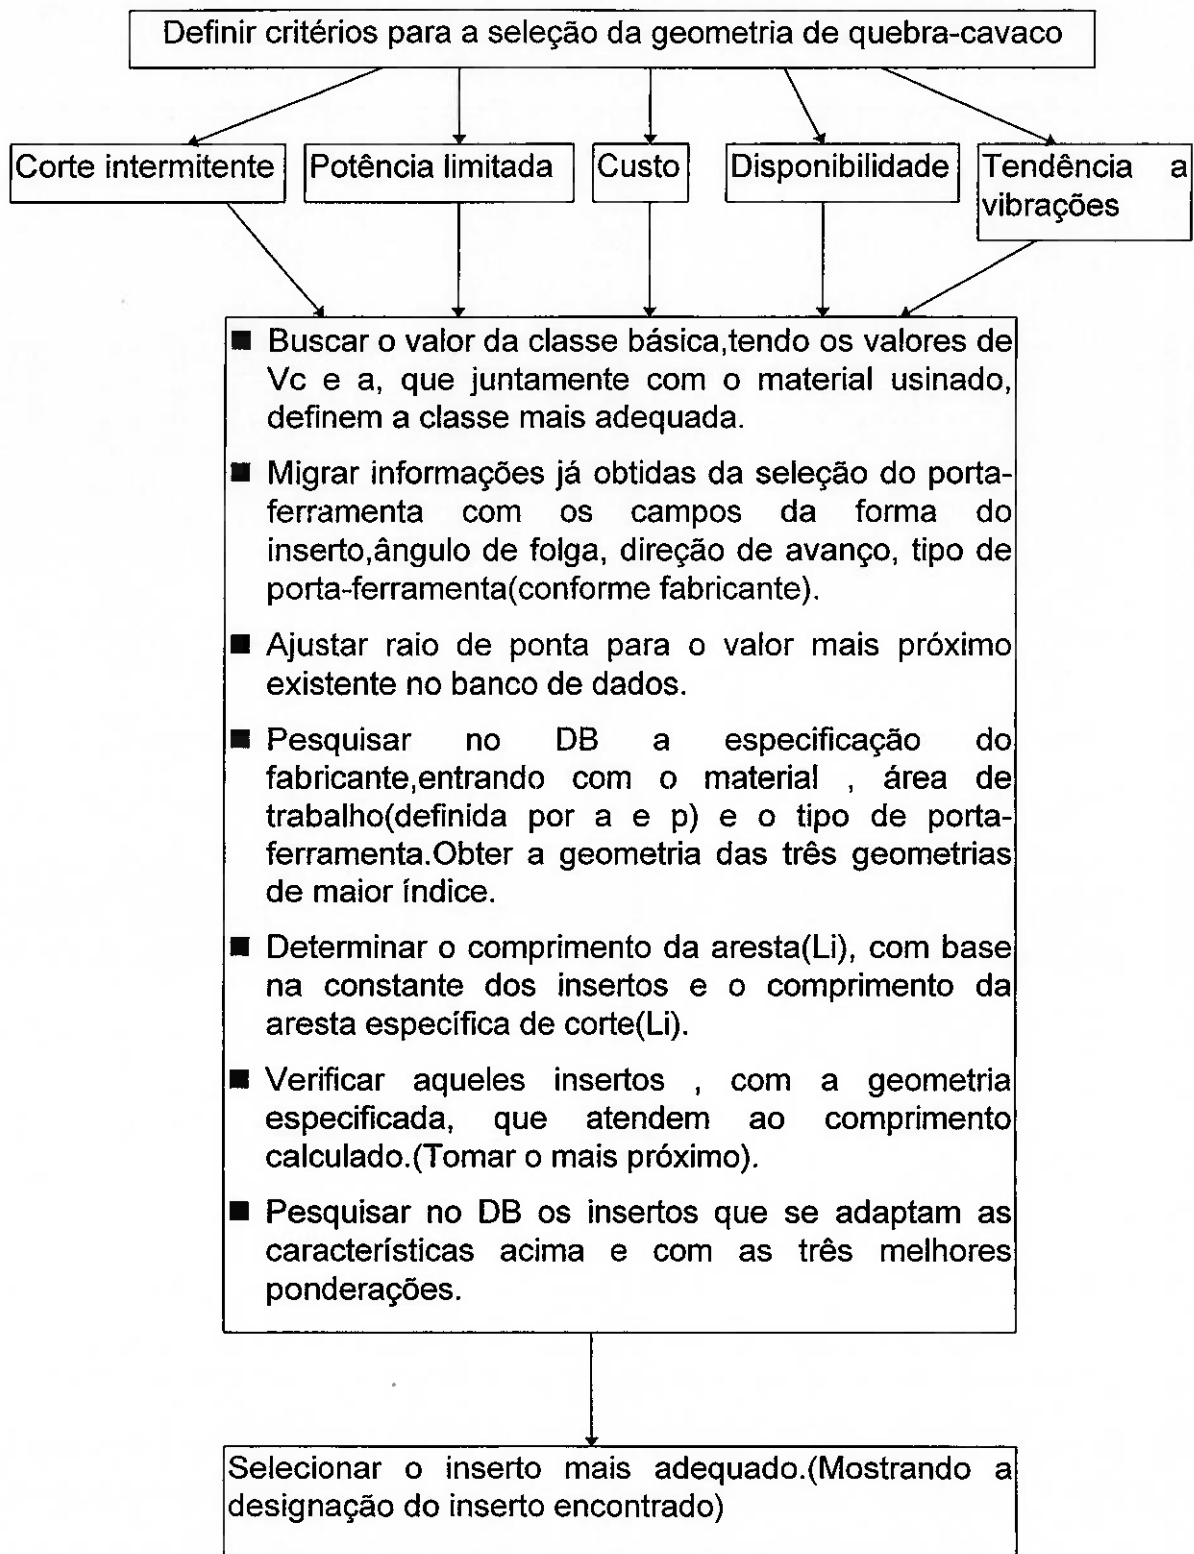 Definir critérios para a seleção da geometria de quebra-cavaco
Corte intermitente
Potência limitada
Custo
Disponibilidade
Tendência a
vibrações
■ Buscar o valor da classe básica,tendo os valores de
Vc e a, que juntamente com o material usinado,
definem a classe mais adequada.
■ Migrar informações já obtidas da seleção do porta-
ferramenta com os campos da forma do
inserto,ângulo de folga, direção de avanço, tipo de
porta-ferramenta(conforme fabricante).
■ Ajustar raio de ponta para o valor mais próximo
existente no banco de dados.
■ Pesquisar no DB a especificação do
fabricante,entrando com o material , área de
trabalho(definida por a e p) e o tipo de porta-
ferramenta.Obter a geometria das três geometrias
de maior índice.
■ Determinar o comprimento da aresta(Li), com base
na constante dos insertos e o comprimento da
aresta específica de corte(Li).
■ Verificar aqueles insertos , com a geometria
especificada, que atendem ao comprimento
calculado.(Tomar o mais próximo).
■ Pesquisar no DB os insertos que se adaptam as
características acima e com as três melhores
ponderações.
Selecionar o inserto mais adequado.(Mostrando a
designação do inserto encontrado)